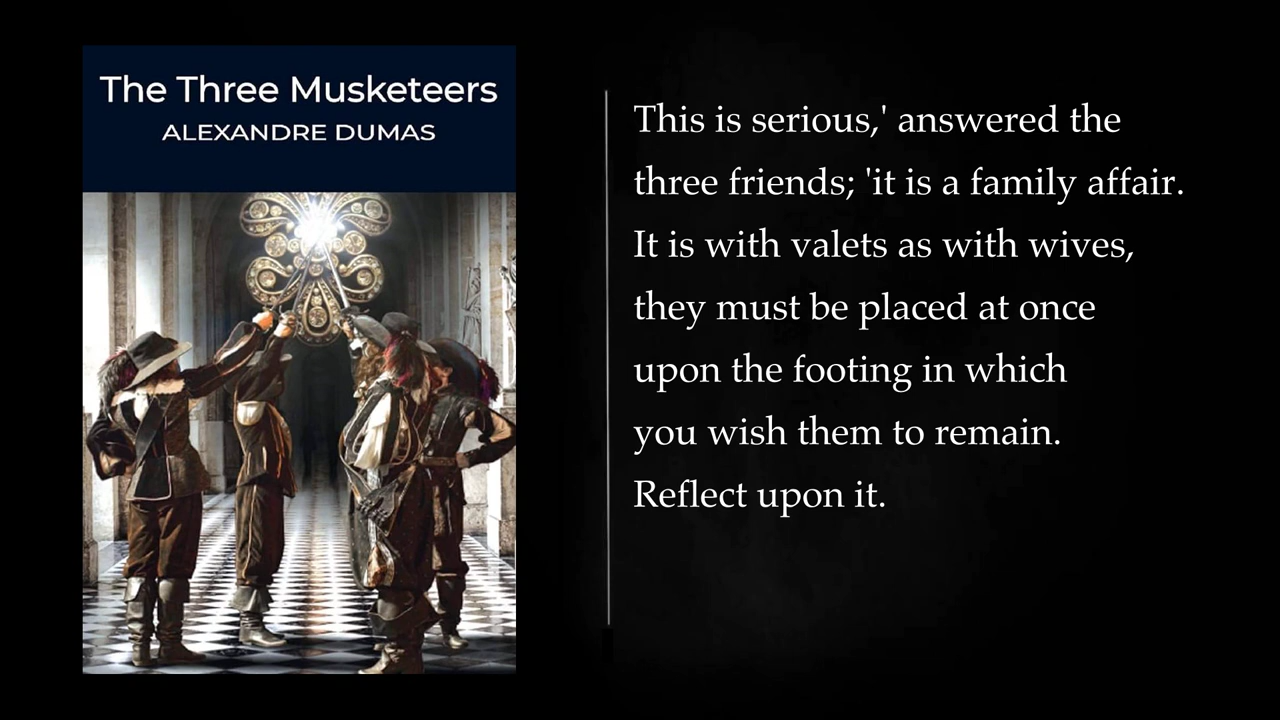 The Three Musketeers
ALEXANDRE DUMAS
This is serious,' answered the
three friends; 'it is a family affair.
It is with valets as with wives,
they must be placed at once
upon the footing in which
you wish them to remain.
Reflect upon it.